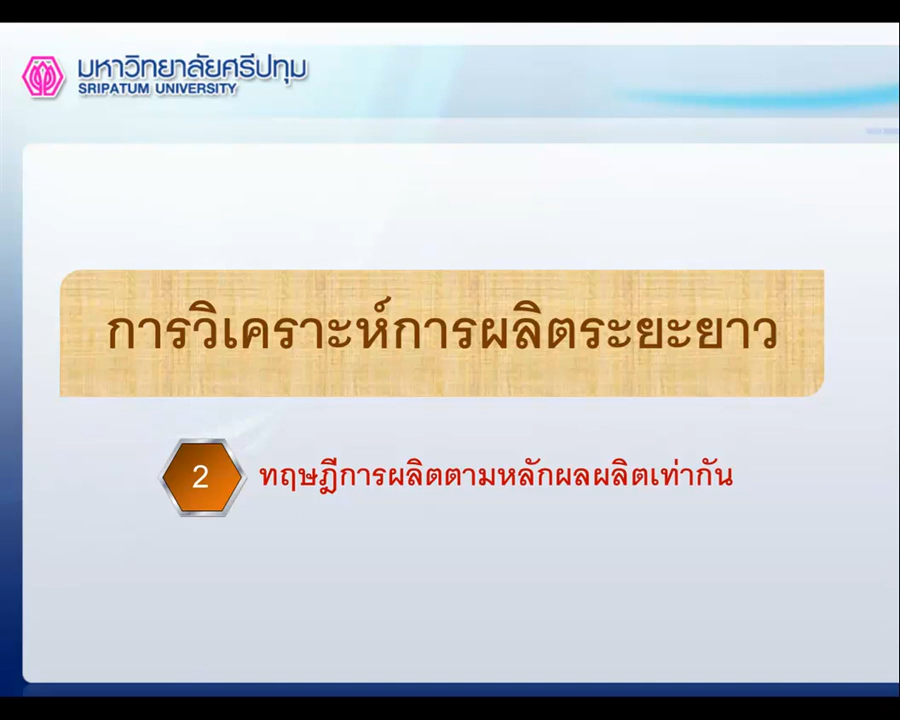 มหาวิทยาลัยศรีปทุม
SRIPATUM UNIVERSITY
การวิเคราะห์การผลิตระยะยาว
2 ทฤษฎีการผลิตตามหลักผลผลิตเท่ากัน